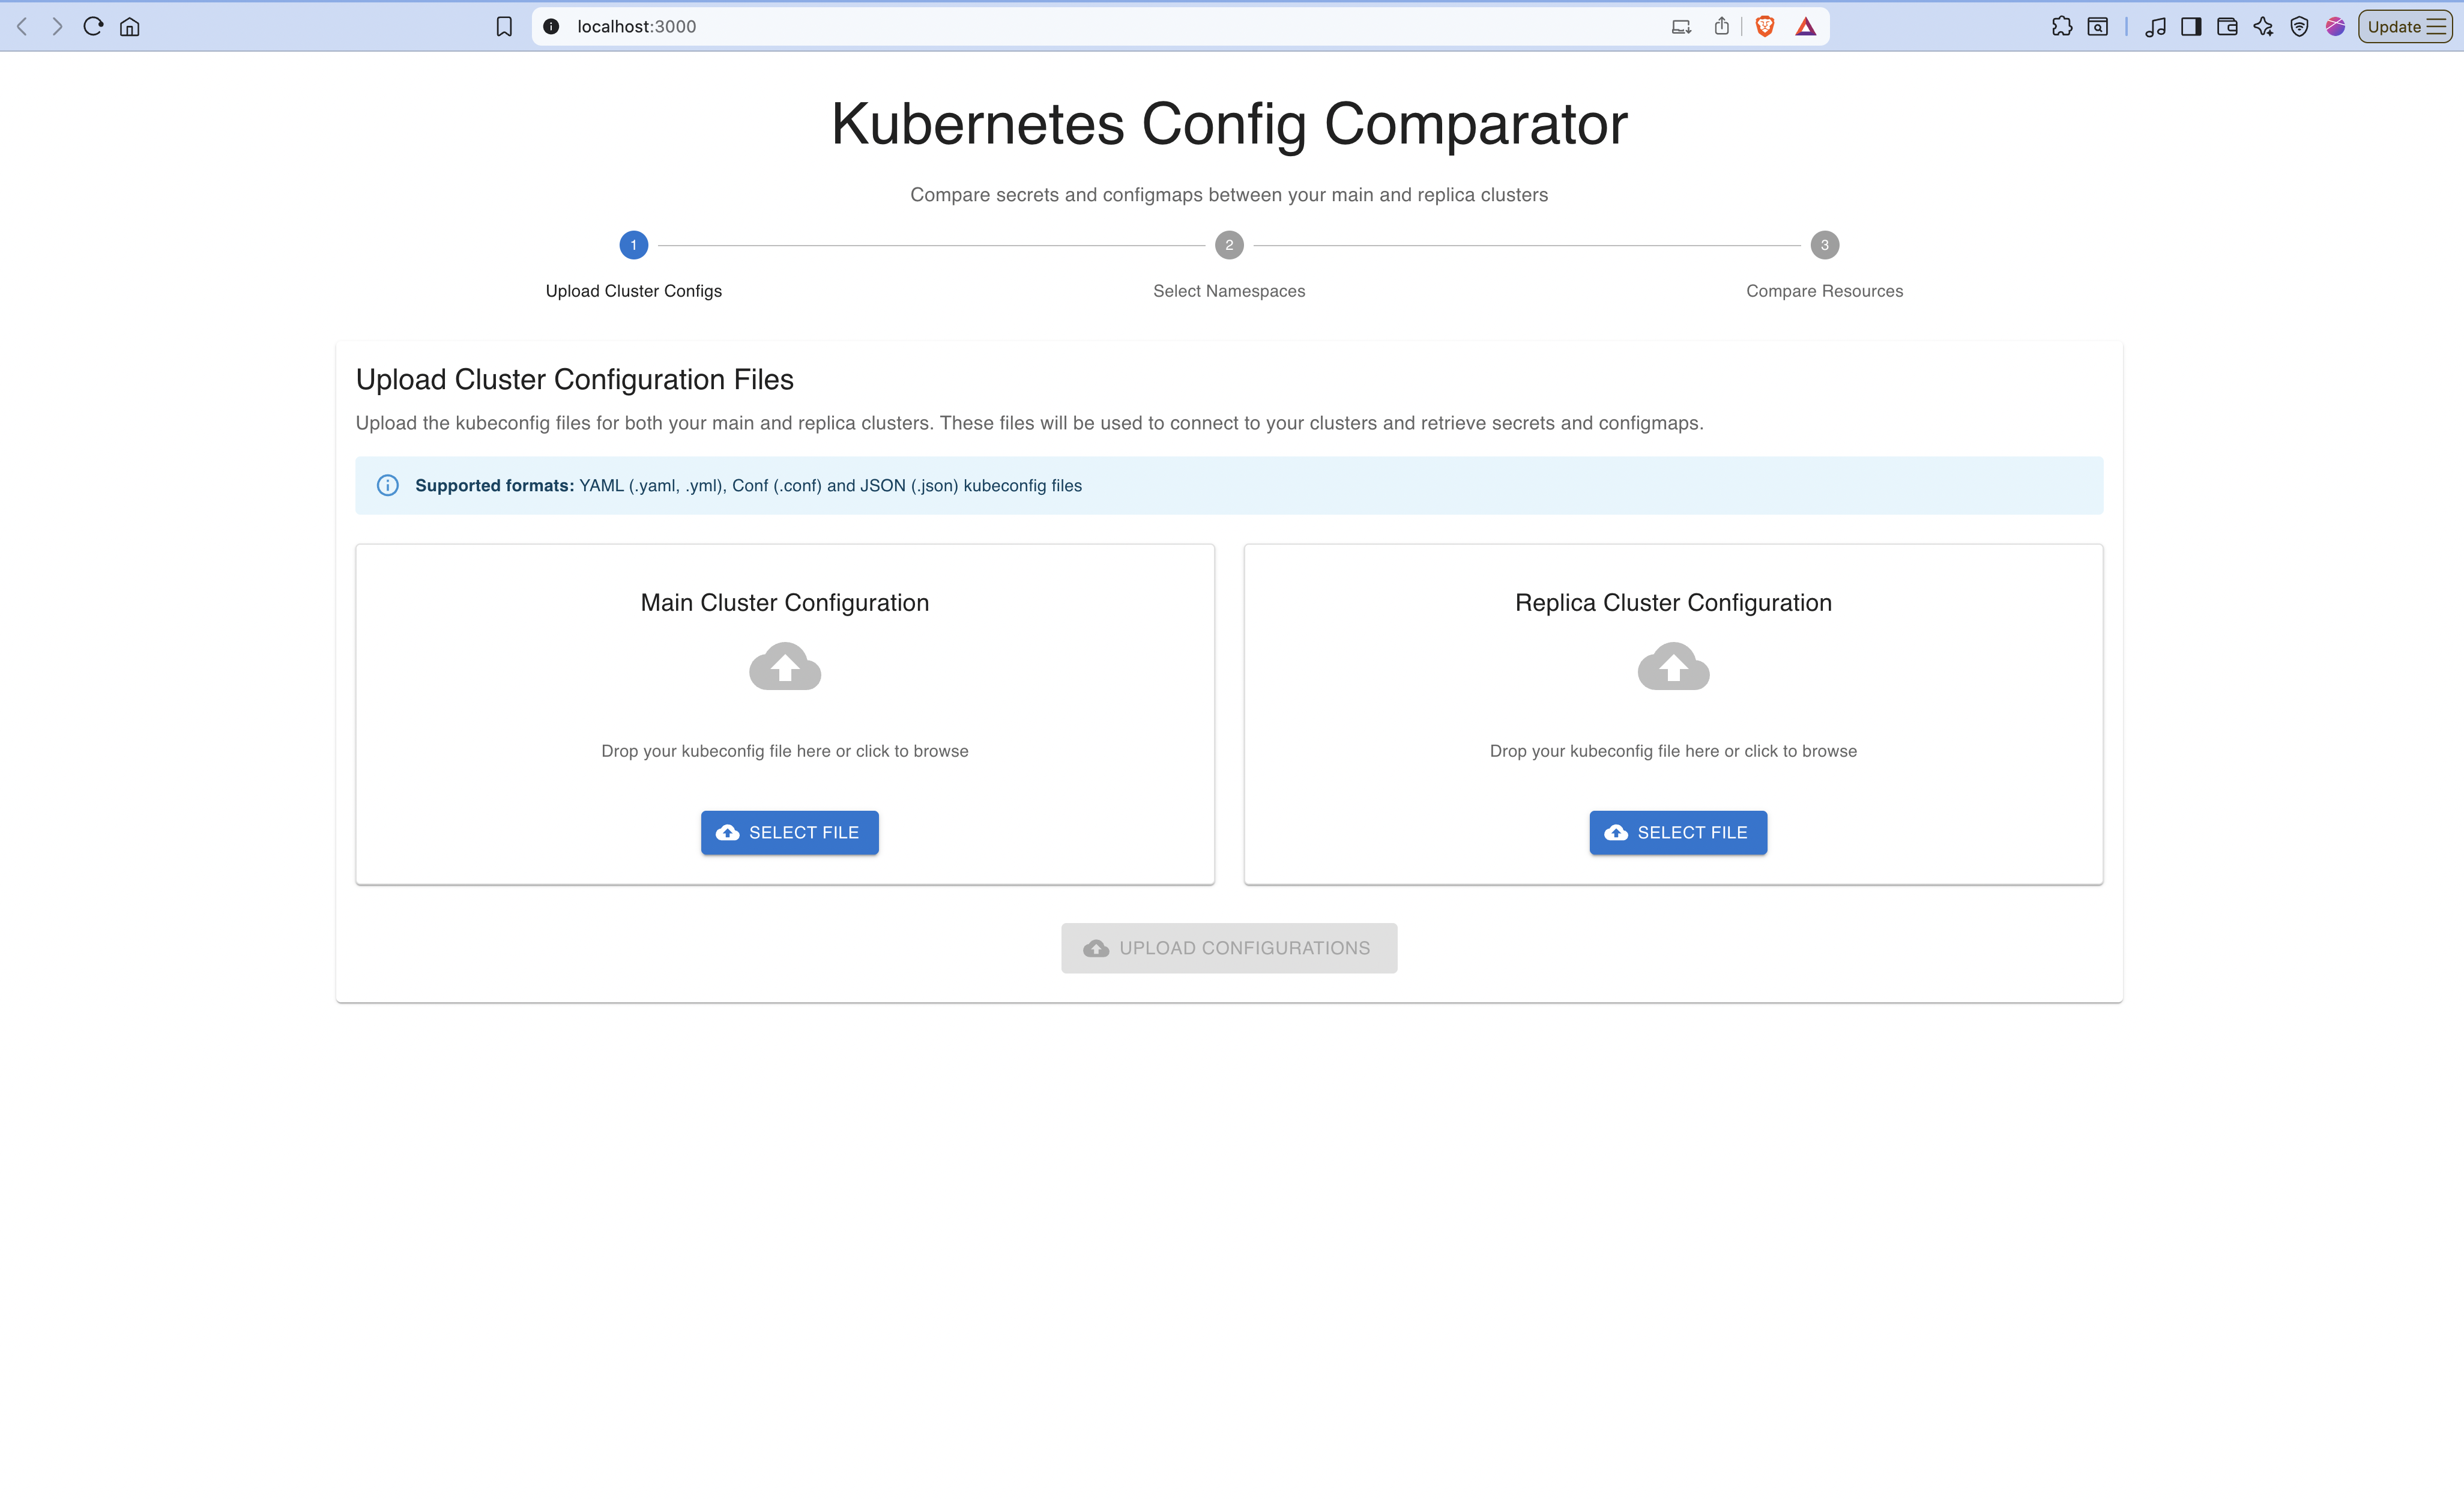 localhost:3000
Update
Kubernetes Config Comparator
Compare secrets and configmaps between your main and replica clusters
1
2
3
Upload Cluster Configs
Select Namespaces
Compare Resources
Upload Cluster Configuration Files
Upload the kubeconfig files for both your main and replica clusters. These files will be used to connect to your clusters and retrieve secrets and configmaps.
Supported formats: YAML (.yaml, .yml), Conf (.conf) and JSON (.json) kubeconfig files
Main Cluster Configuration
Drop your kubeconfig file here or click to browse
SELECT FILE
Replica Cluster Configuration
Drop your kubeconfig file here or click to browse
SELECT FILE
UPLOAD CONFIGURATIONS